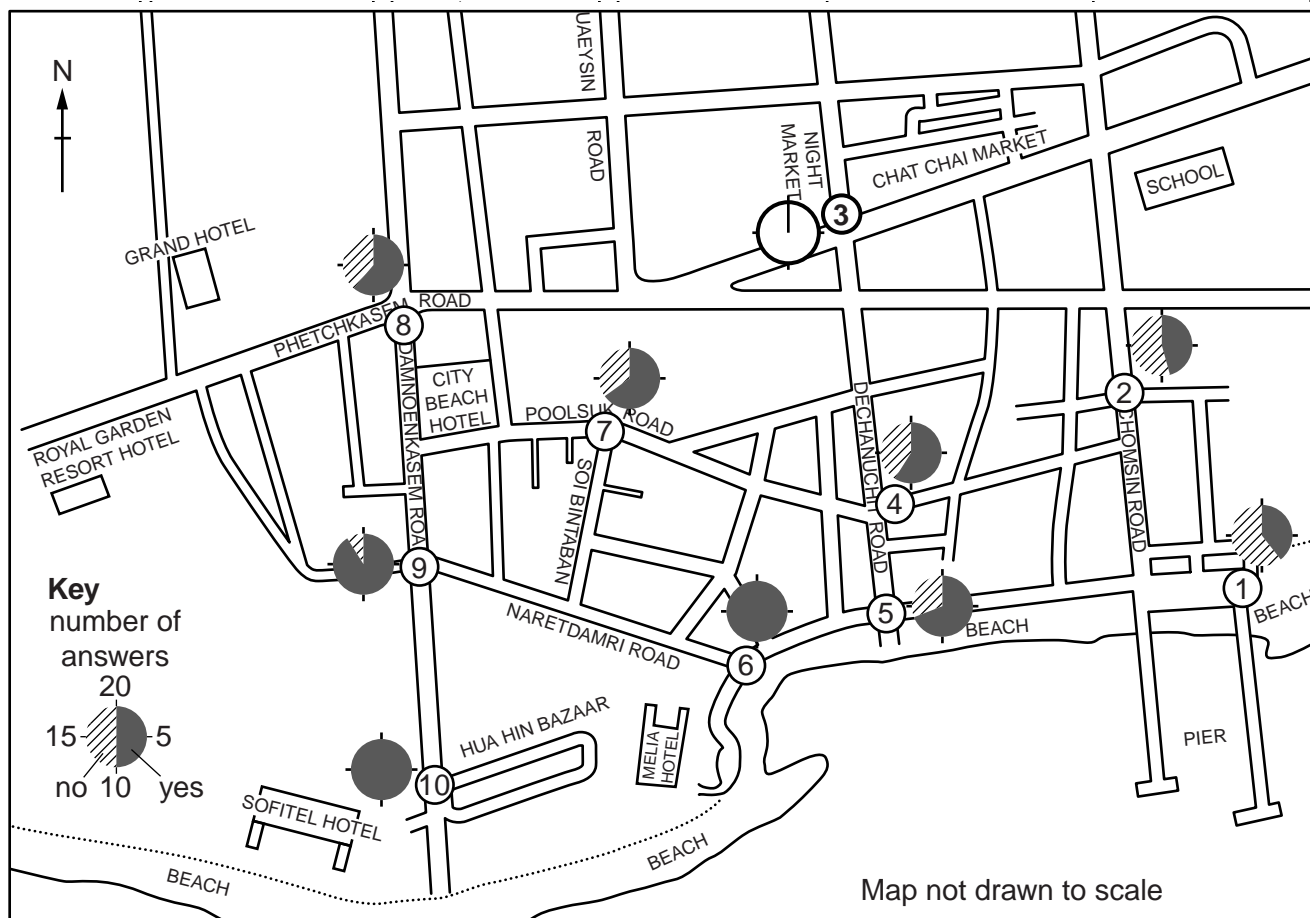 N
UAEYSIN
ROAD
NIGHT
MARKET
CHAT CHAI MARKET
SCHOOL
3
GRAND HOTEL
PHETCHKASEM ROAD
8
2
CITY
BEACH
HOTEL
POOLSUK ROAD
7
ROYAL GARDEN
RESORT HOTEL
DAMNOENKASEM ROAD
SOI BINTABAN
DECHANUCHIT ROAD
4
CHOMSIN ROAD
9
1
BEACH
5
BEACH
NARETDAMRI ROAD
6
Key
number of
answers
20
15
5
no
10
yes
HUA HIN BAZAAR
MELIA
HOTEL
PIER
10
SOFITEL HOTEL
BEACH
BEACH
Map not drawn to scale